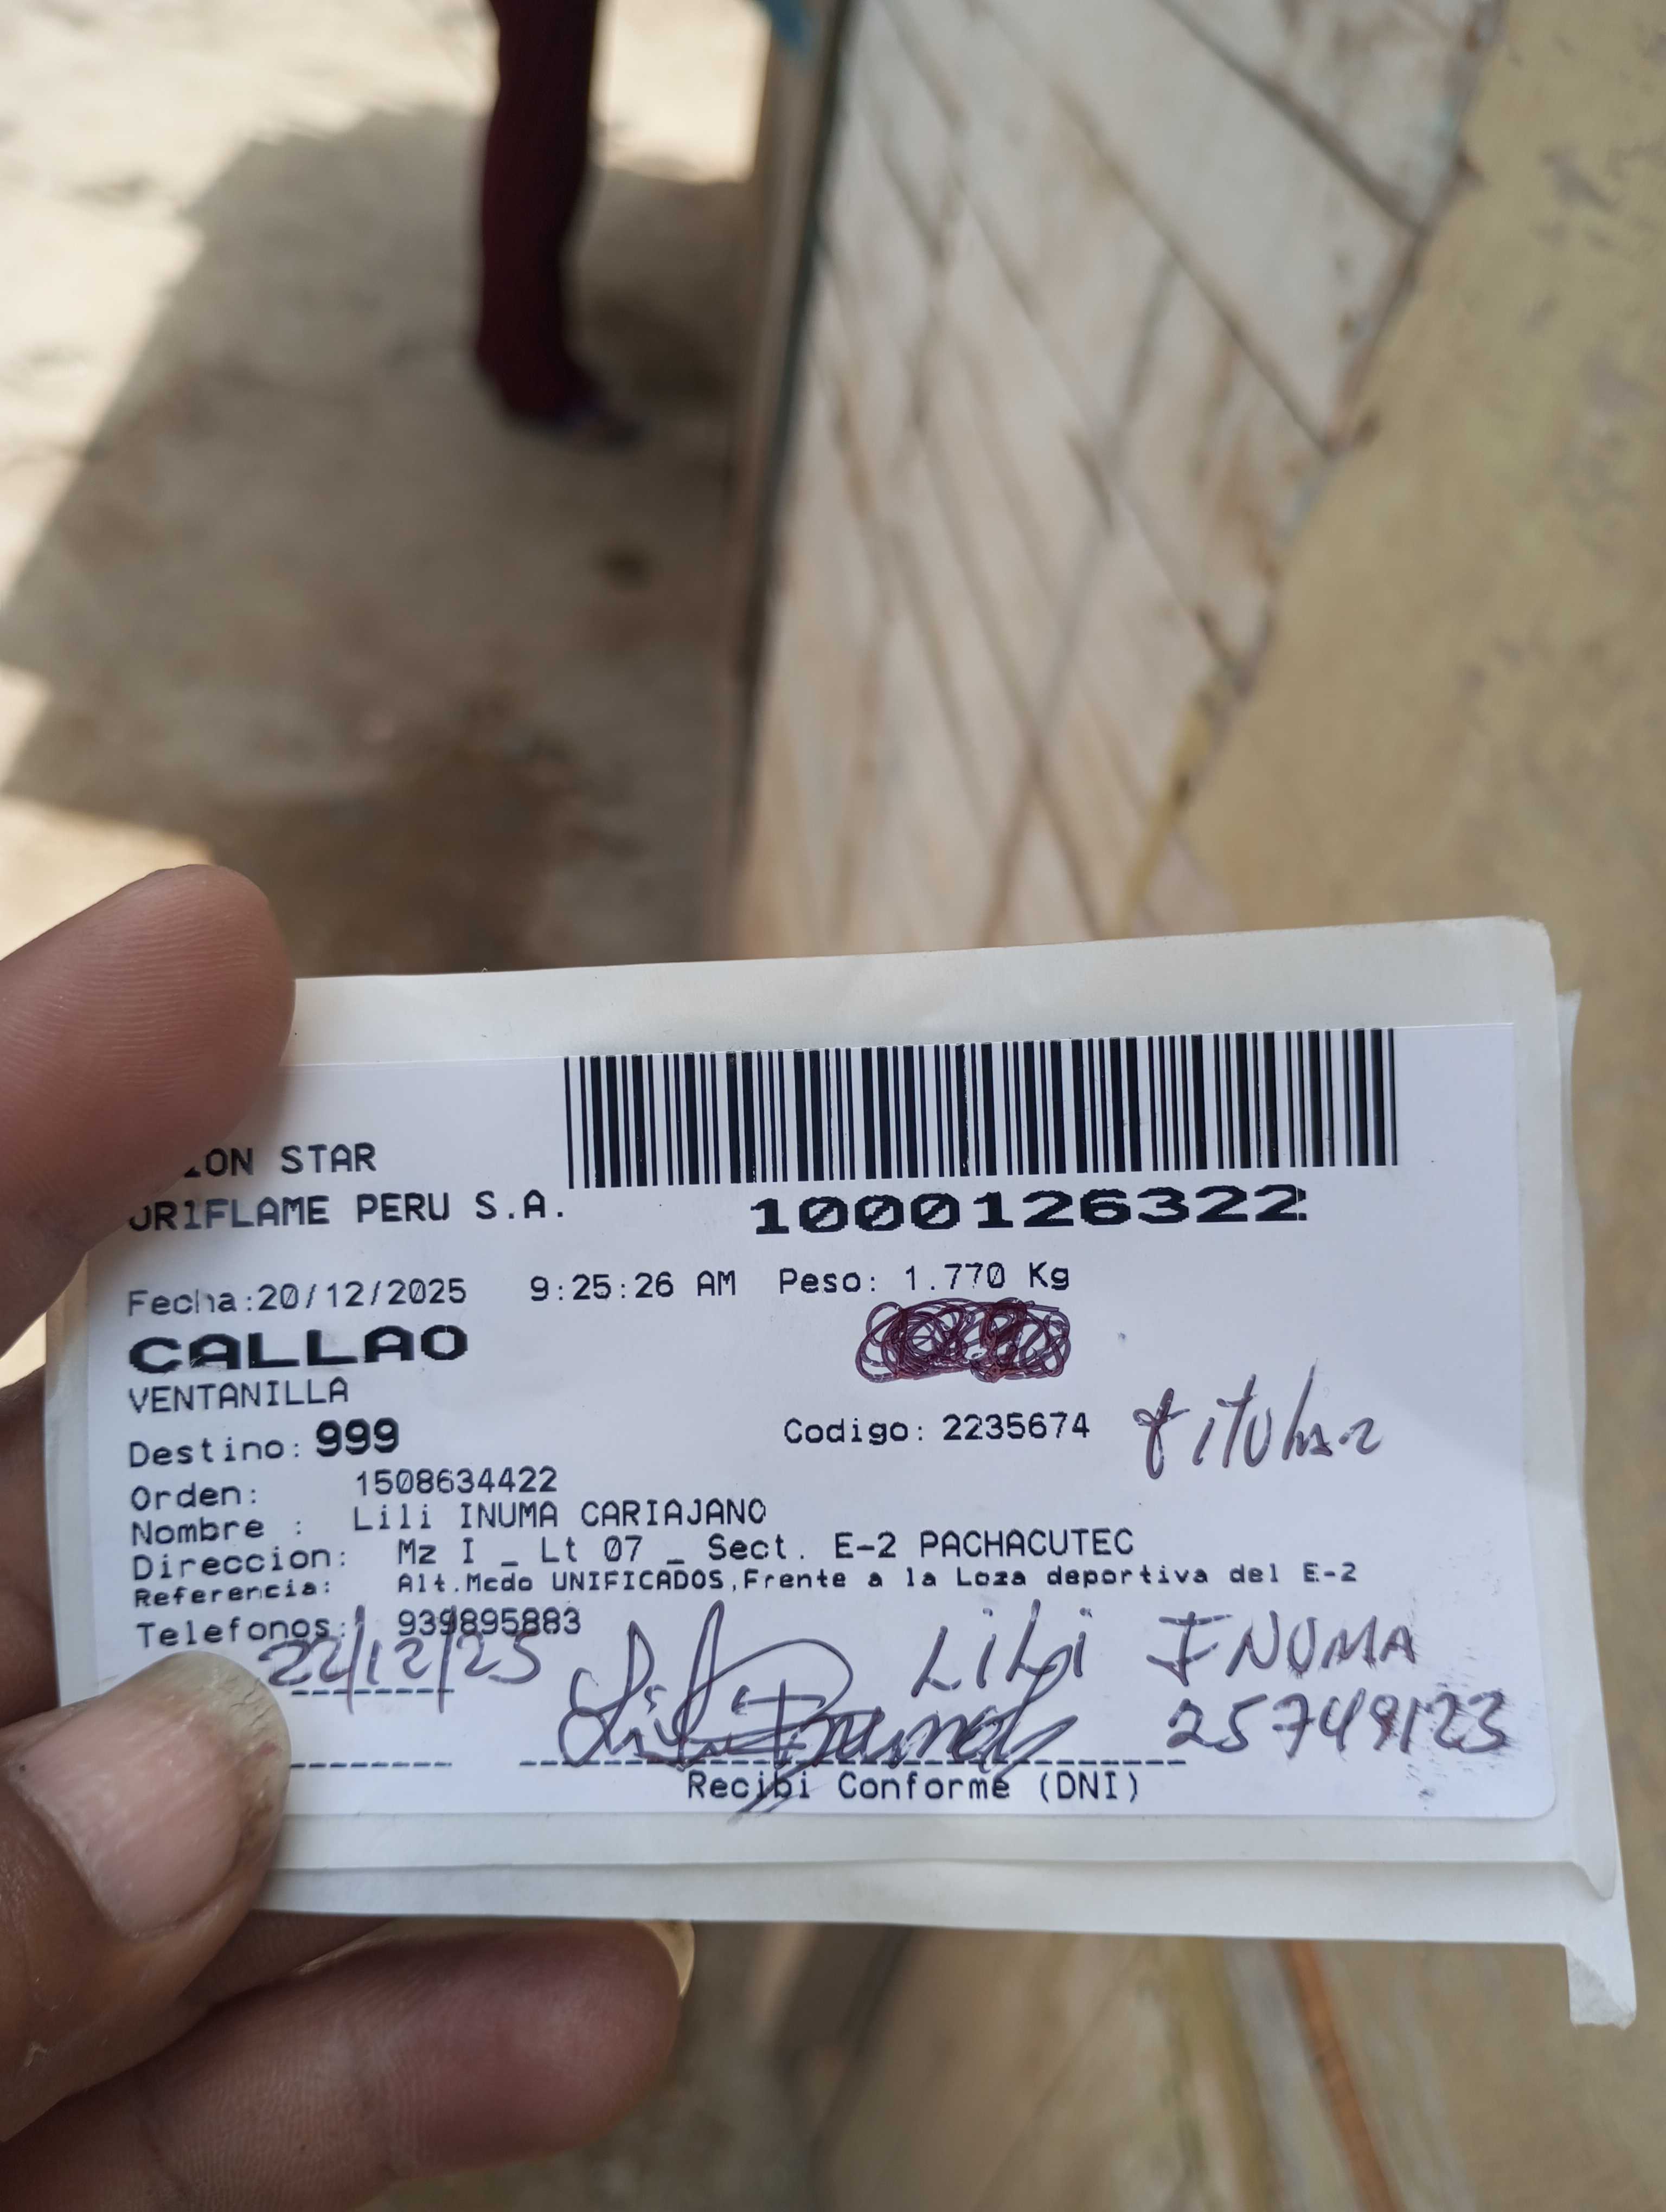 ION STAR
ORIFLAME PERU S.A.
1000126322
Fecha:20/12/2025 9:25:26 AM Peso: 1.770 Kg
CALLAO
VENTANILLA
Destino: 999 Codigo: 2235674 titular
Orden: 1508634422
Nombre : Lili INUMA CARIAJANO
Direccion: Mz I _ Lt 07 _ Sect. E-2 PACHACUTEC
Referencia: Alt.Mcdo UNIFICADOS,Frente a la Loza deportiva del E-2
Telefonos: 939895883
22/12/25 LiLi INUMA
25749123
Recibi Conforme (DNI)